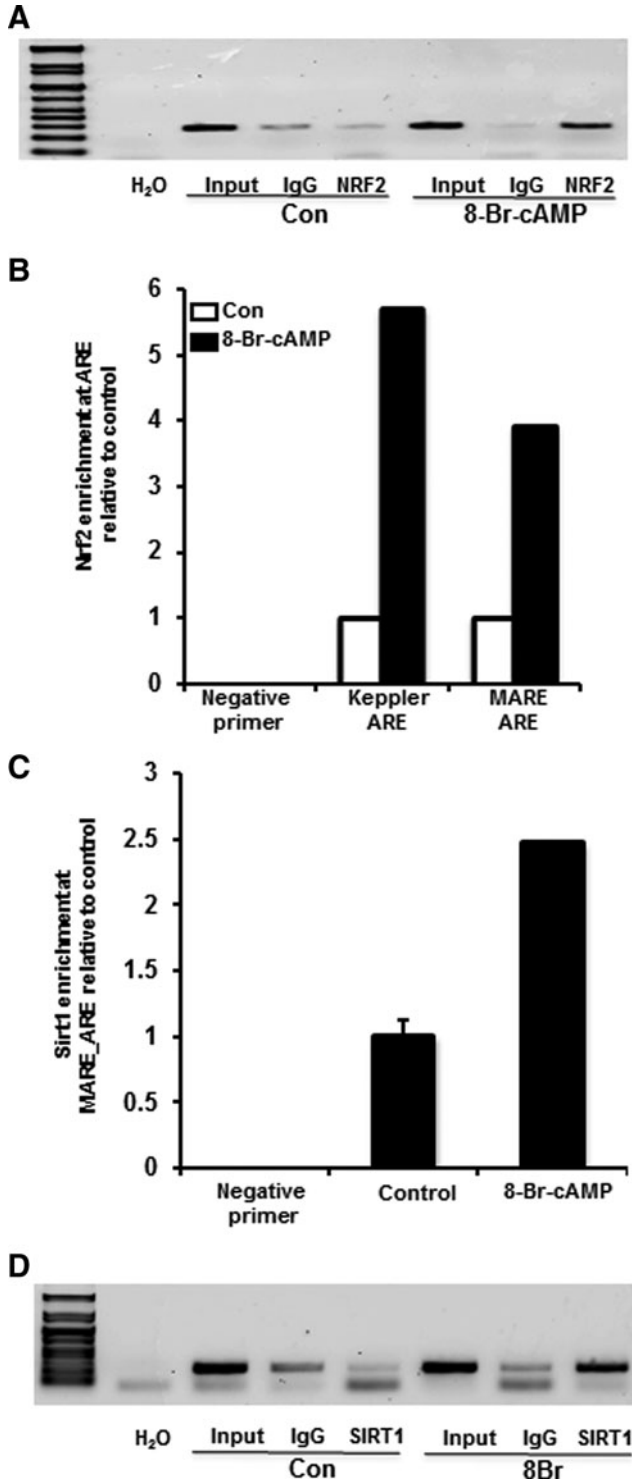 A
H₂O Input IgG NRF2 Input IgG NRF2
Con 8-Br-cAMP
B
Nrf2 enrichment at ARE
relative to control
6
5
4
3
2
1
0
Con
8-Br-cAMP
Negative
primer
Keppler
ARE
MARE
ARE
C
Sirt1 enrichment at
MARE_ARE relative to control
3
2.5
2
1.5
1
0.5
0
Negative
primer
Control
8-Br-cAMP
D
H₂O Input IgG SIRT1 Input IgG SIRT1
Con 8Br